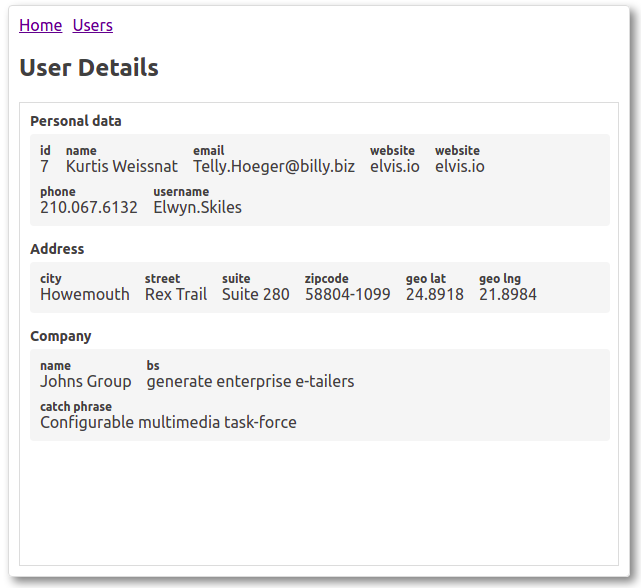 Home Users
User Details
Personal data
id name email website website
7 Kurtis Weissnat Telly.Hoeger@billy.biz elvis.io elvis.io
phone username
210.067.6132 Elwyn.Skiles
Address
city street suite zipcode geo lat geo lng
Howemouth Rex Trail Suite 280 58804-1099 24.8918 21.8984
Company
name bs
Johns Group generate enterprise e-tailers
catch phrase
Configurable multimedia task-force